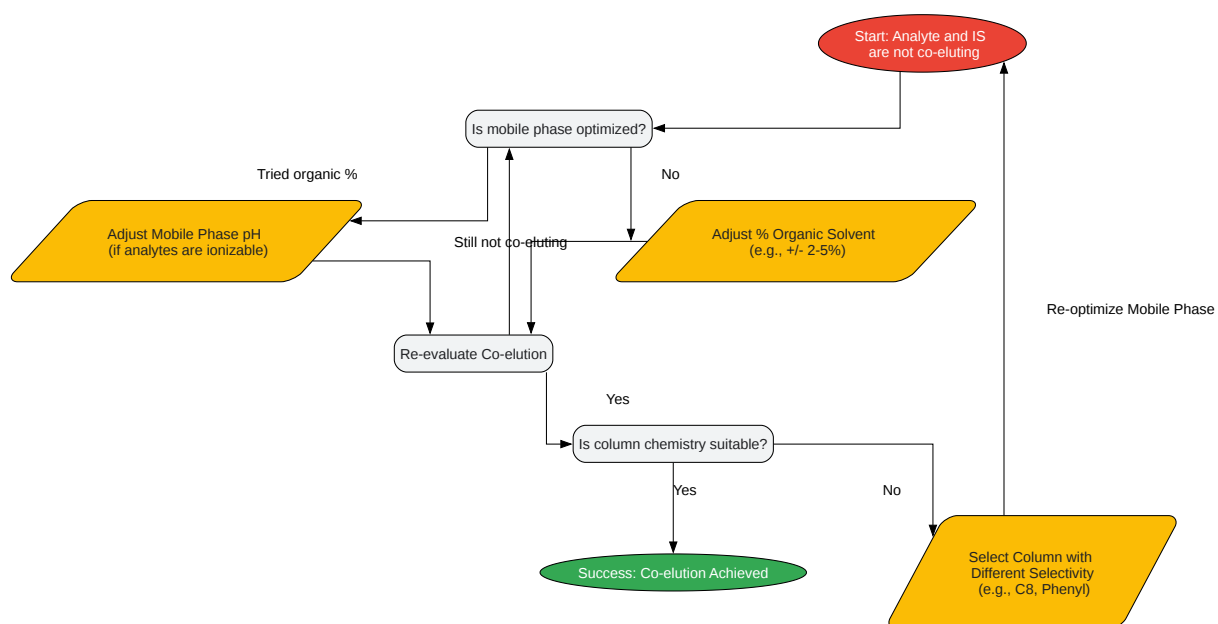 Start: Analyte and IS
are not co-eluting
Is mobile phase optimized?
Tried organic %
No
Adjust Mobile Phase pH
(if analytes are ionizable)
Still not co-eluting
Adjust % Organic Solvent
(e.g., +/- 2-5%)
Re-optimize Mobile Phase
Re-evaluate Co-elution
Yes
Is column chemistry suitable?
Yes
No
Success: Co-elution Achieved
Select Column with
Different Selectivity
(e.g., C8, Phenyl)